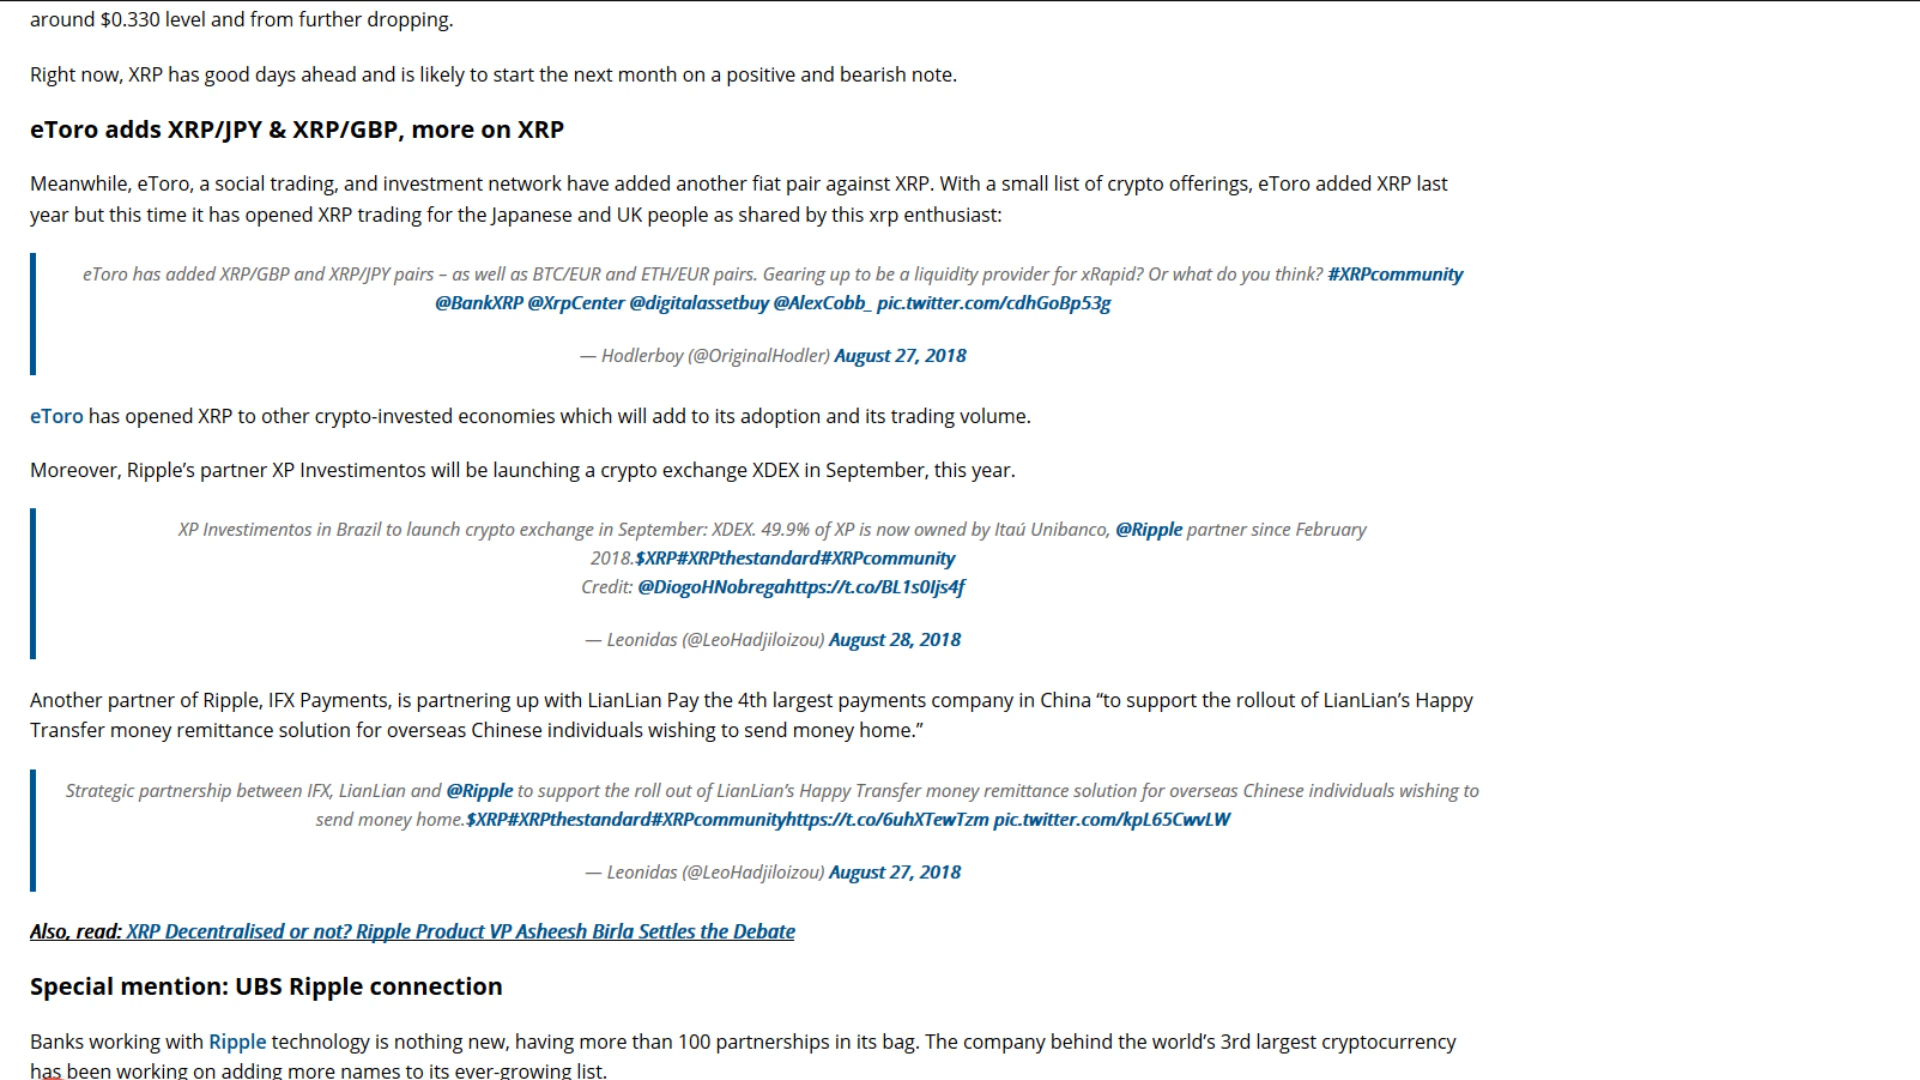 around $0.330 level and from further dropping.
Right now, XRP has good days ahead and is likely to start the next month on a positive and bearish note.
eToro adds XRP/JPY & XRP/GBP, more on XRP
Meanwhile, eToro, a social trading, and investment network have added another fiat pair against XRP. With a small list of crypto offerings, eToro added XRP last
year but this time it has opened XRP trading for the Japanese and UK people as shared by this xrp enthusiast:
eToro has added XRP/GBP and XRP/JPY pairs – as well as BTC/EUR and ETH/EUR pairs. Gearing up to be a liquidity provider for xRapid? Or what do you think? #XRPcommunity
@BankXRP @XrpCenter @digitalassetbuy @AlexCobb_ pic.twitter.com/cdhGoBp53g
— Hodlerboy (@OriginalHodler) August 27, 2018
eToro has opened XRP to other crypto-invested economies which will add to its adoption and its trading volume.
Moreover, Ripple’s partner XP Investimentos will be launching a crypto exchange XDEX in September, this year.
XP Investimentos in Brazil to launch crypto exchange in September: XDEX. 49.9% of XP is now owned by Itaú Unibanco, @Ripple partner since February
2018.$XRP#XRPthestandard#XRPcommunity
Credit: @DiogoHNobregahttps://t.co/BL1s0Ijs4f
— Leonidas (@LeoHadjiloizou) August 28, 2018
Another partner of Ripple, IFX Payments, is partnering up with LianLian Pay the 4th largest payments company in China “to support the rollout of LianLian’s Happy
Transfer money remittance solution for overseas Chinese individuals wishing to send money home.”
Strategic partnership between IFX, LianLian and @Ripple to support the roll out of LianLian’s Happy Transfer money remittance solution for overseas Chinese individuals wishing to
send money home.$XRP#XRPthestandard#XRPcommunityhttps://t.co/6uhXTewTzm pic.twitter.com/kpL65CwvLW
— Leonidas (@LeoHadjiloizou) August 27, 2018
Also, read: XRP Decentralised or not? Ripple Product VP Asheesh Birla Settles the Debate
Special mention: UBS Ripple connection
Banks working with Ripple technology is nothing new, having more than 100 partnerships in its bag. The company behind the world’s 3rd largest cryptocurrency
has been working on adding more names to its ever-growing list.